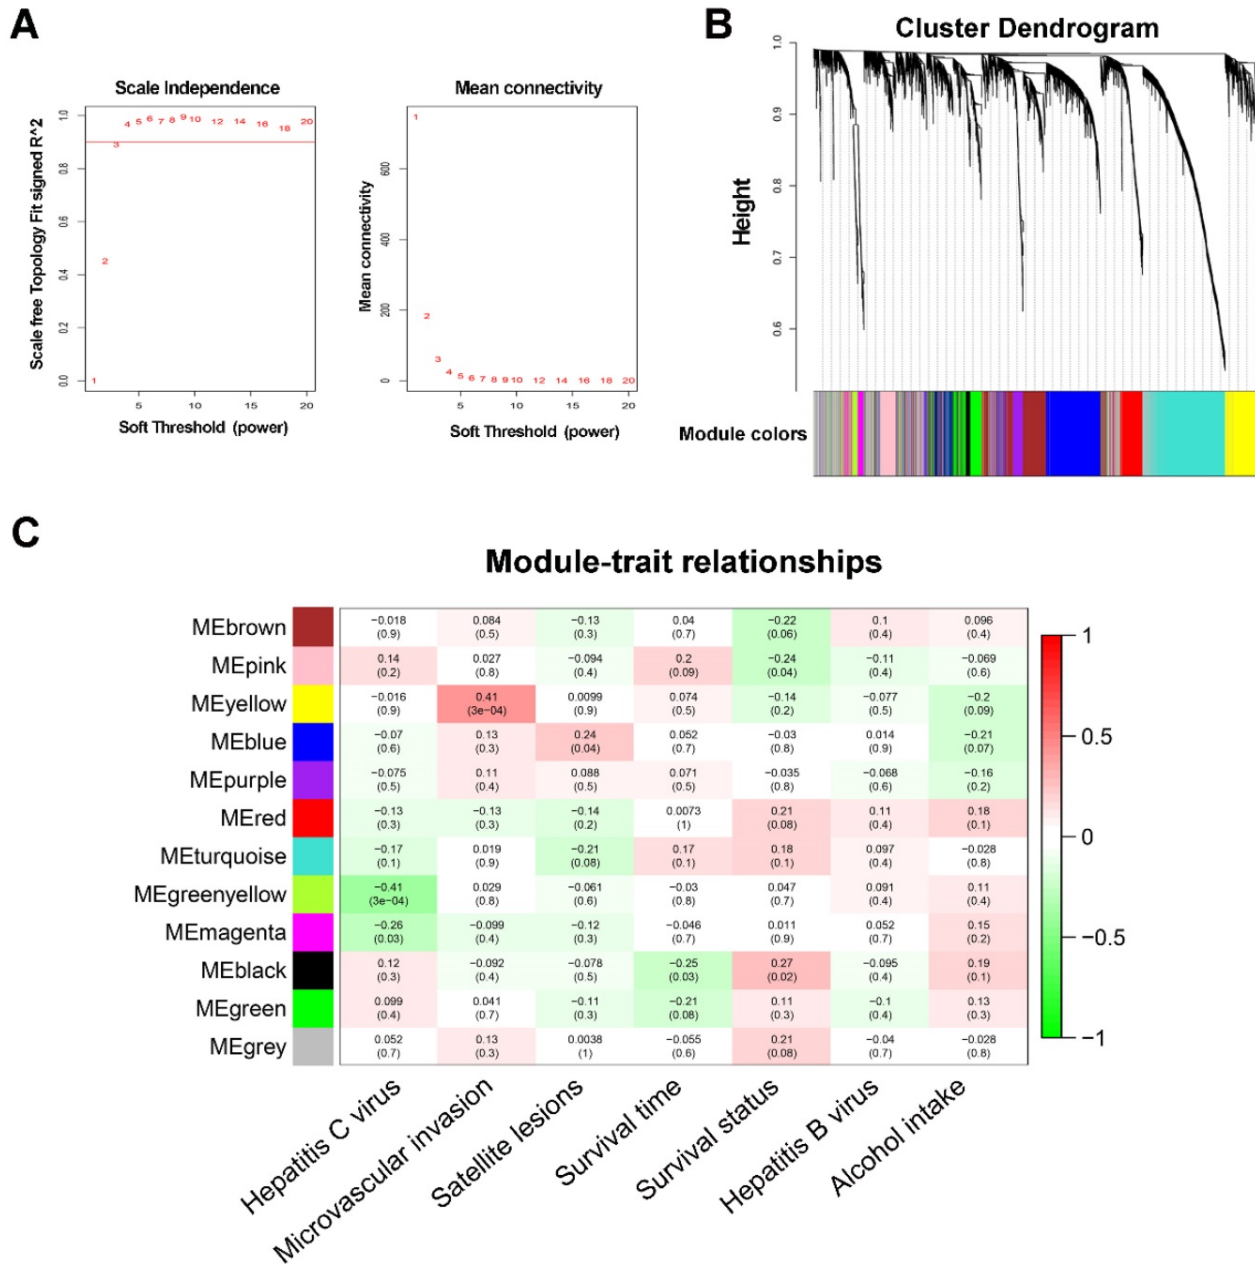 A
B
Scale Independence
Mean connectivity
Cluster Dendrogram
Scale free Topology Fit signed R^2
1.0
0.8
0.6
0.4
0.2
0.0
1 2 3 4 5 6 7 8 9 10 12 14 16 18 20
5 10 15 20
Soft Threshold (power)
Mean connectivity
600
400
200
0
1 2 3 4 5 6 7 8 9 10 12 14 16 18 20
5 10 15 20
Soft Threshold (power)
Height
1.0
0.9
0.8
0.7
0.6
Module colors
C
Module-trait relationships
MEbrown −0.018 0.084 −0.13 0.04 −0.22 0.1 0.096
(0.9) (0.5) (0.3) (0.7) (0.06) (0.4) (0.4)
MEpink 0.14 0.027 −0.094 0.2 −0.24 −0.11 −0.069
(0.2) (0.8) (0.4) (0.09) (0.04) (0.4) (0.6)
MEyellow −0.016 0.41 0.0099 0.074 −0.14 −0.077 −0.2
(0.9) (3e−04) (0.9) (0.5) (0.2) (0.5) (0.09)
MEblue −0.07 0.13 0.24 0.052 −0.03 0.014 −0.21
(0.6) (0.3) (0.04) (0.7) (0.8) (0.9) (0.07)
MEpurple −0.075 0.11 0.088 0.071 −0.035 −0.068 −0.16
(0.5) (0.4) (0.5) (0.5) (0.8) (0.6) (0.2)
MEred −0.13 −0.13 −0.14 0.0073 0.21 0.11 0.18
(0.3) (0.3) (0.2) (1) (0.08) (0.4) (0.1)
MEturquoise −0.17 0.019 −0.21 0.17 0.18 0.097 −0.028
(0.1) (0.9) (0.08) (0.1) (0.1) (0.4) (0.8)
MEgreenyellow −0.41 0.029 −0.061 −0.03 0.047 0.091 0.11
(3e−04) (0.8) (0.6) (0.8) (0.7) (0.4) (0.4)
MEmagenta −0.26 −0.099 −0.12 −0.046 0.011 0.052 0.15
(0.03) (0.4) (0.3) (0.7) (0.9) (0.7) (0.2)
MEblack 0.12 −0.092 −0.078 −0.25 0.27 −0.095 0.19
(0.3) (0.4) (0.5) (0.03) (0.02) (0.4) (0.1)
MEgreen 0.099 0.041 −0.11 −0.21 0.11 −0.1 0.13
(0.4) (0.7) (0.3) (0.08) (0.3) (0.4) (0.3)
MEgrey 0.052 0.13 0.0038 −0.055 0.21 −0.04 −0.028
(0.7) (0.3) (1) (0.6) (0.08) (0.7) (0.8)
1
0.5
0
−0.5
−1
Hepatitis C virus
Microvascular invasion
Satellite lesions
Survival time
Survival status
Hepatitis B virus
Alcohol intake